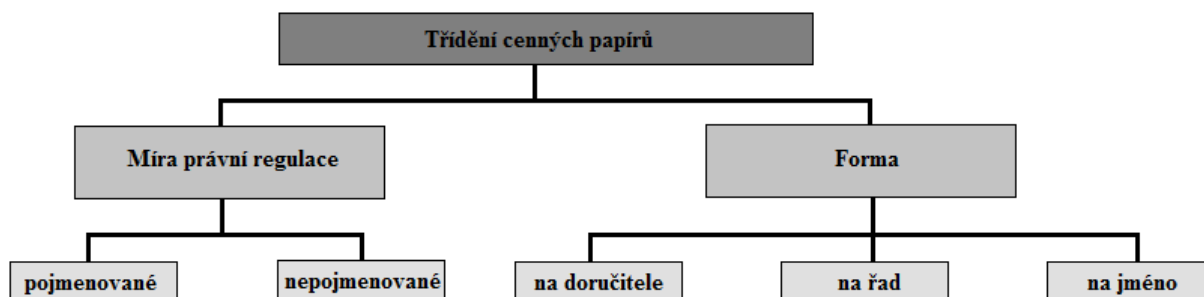 Třídění cenných papírů
Míra právní regulace
Forma
pojmenované
nepojmenované
na doručitele
na řad
na jméno